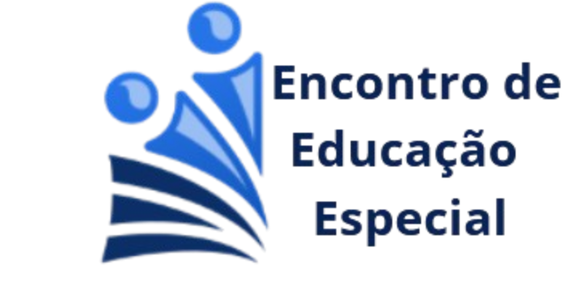 Encontro de
Educação
Especial